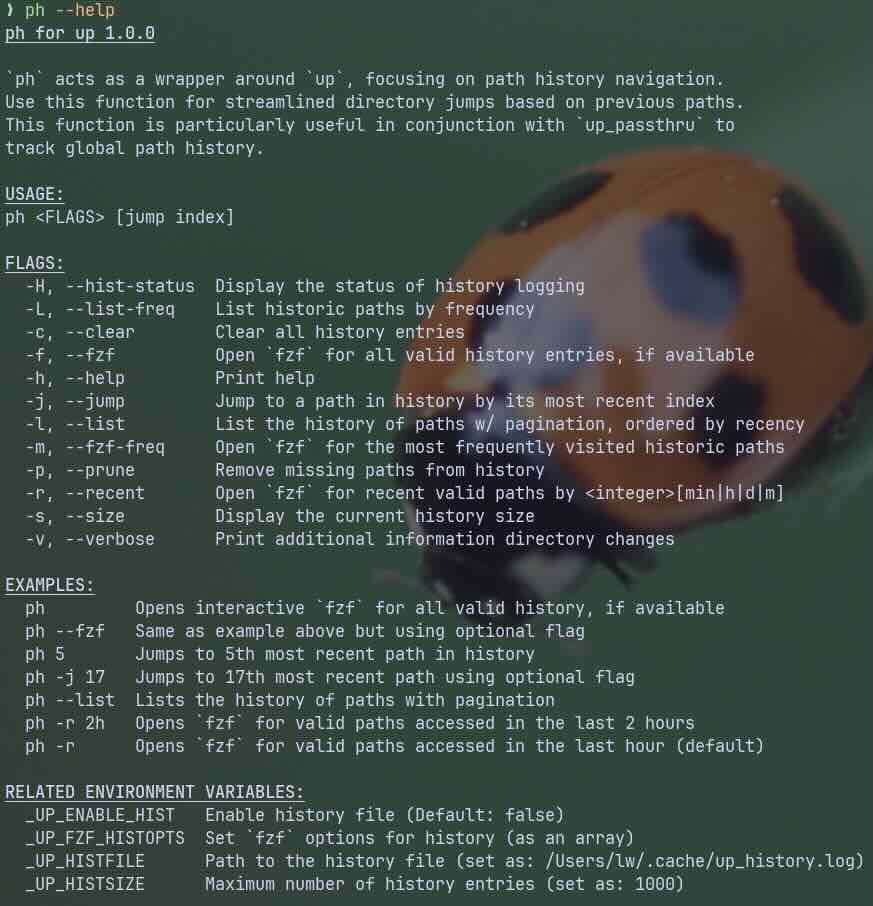 ❯ ph --help
ph for up 1.0.0
`ph` acts as a wrapper around `up`, focusing on path history navigation.
Use this function for streamlined directory jumps based on previous paths.
This function is particularly useful in conjunction with `up_passthru` to
track global path history.
USAGE:
ph <FLAGS> [jump index]
FLAGS:
-H, --hist-status  Display the status of history logging
-L, --list-freq    List historic paths by frequency
-c, --clear        Clear all history entries
-f, --fzf          Open `fzf` for all valid history entries, if available
-h, --help         Print help
-j, --jump         Jump to a path in history by its most recent index
-l, --list         List the history of paths w/ pagination, ordered by recency
-m, --fzf-freq     Open `fzf` for the most frequently visited historic paths
-p, --prune        Remove missing paths from history
-r, --recent       Open `fzf` for recent valid paths by <integer>[min|h|d|m]
-s, --size         Display the current history size
-v, --verbose      Print additional information directory changes
EXAMPLES:
ph         Opens interactive `fzf` for all valid history, if available
ph --fzf   Same as example above but using optional flag
ph 5       Jumps to 5th most recent path in history
ph -j 17   Jumps to 17th most recent path using optional flag
ph --list  Lists the history of paths with pagination
ph -r 2h   Opens `fzf` for valid paths accessed in the last 2 hours
ph -r      Opens `fzf` for valid paths accessed in the last hour (default)
RELATED ENVIRONMENT VARIABLES:
_UP_ENABLE_HIST   Enable history file (Default: false)
_UP_FZF_HISTOPTS  Set `fzf` options for history (as an array)
_UP_HISTFILE      Path to the history file (set as: /Users/lw/.cache/up_history.log)
_UP_HISTSIZE      Maximum number of history entries (set as: 1000)